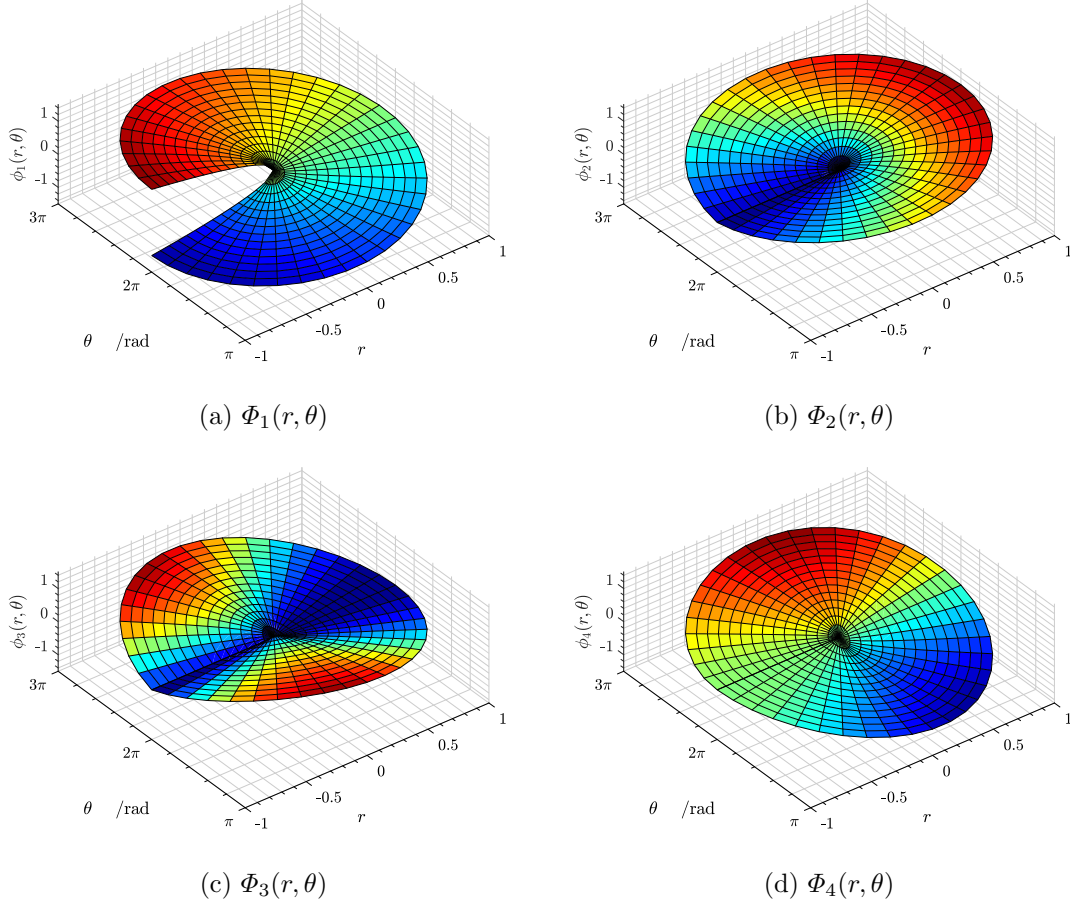 1
0
-1
ϕ₁(r, θ)
3π
2π
π
θ /rad
-1
-0.5
0
0.5
1
r
(a) Φ₁(r, θ)
1
0
-1
ϕ₂(r, θ)
3π
2π
π
θ /rad
-1
-0.5
0
0.5
1
r
(b) Φ₂(r, θ)
1
0
-1
ϕ₃(r, θ)
3π
2π
π
θ /rad
-1
-0.5
0
0.5
1
r
(c) Φ₃(r, θ)
1
0
-1
ϕ₄(r, θ)
3π
2π
π
θ /rad
-1
-0.5
0
0.5
1
r
(d) Φ₄(r, θ)